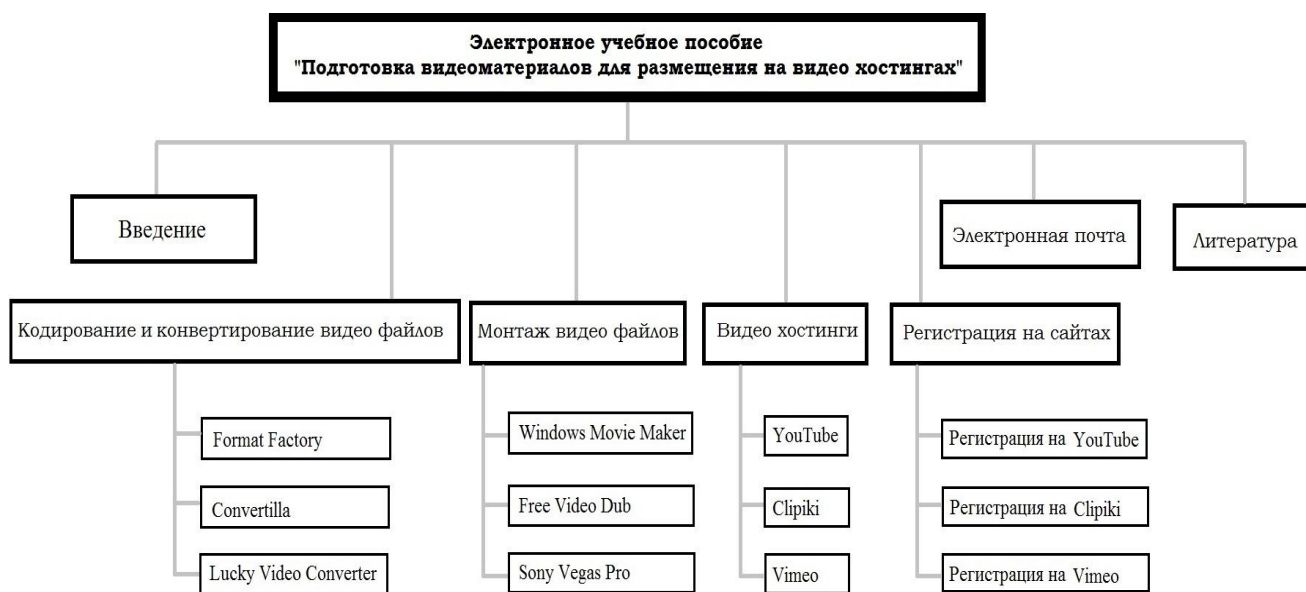 Электронное учебное пособие
"Подготовка видеоматериалов для размещения на видео хостингах"
Введение
Электронная почта
Литература
Кодирование и конвертирование видео файлов
Монтаж видео файлов
Видео хостинги
Регистрация на сайтах
Format Factory
Convertilla
Lucky Video Converter
Windows Movie Maker
Free Video Dub
Sony Vegas Pro
YouTube
Clipiki
Vimeo
Регистрация на YouTube
Регистрация на Clipiki
Регистрация на Vimeo